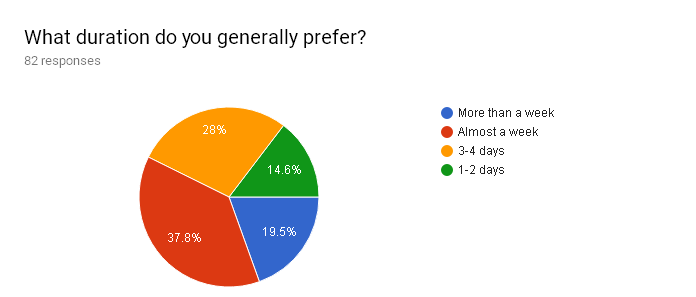 What duration do you generally prefer?
82 responses
More than a week
Almost a week
3-4 days
1-2 days
28%
14.6%
37.8%
19.5%